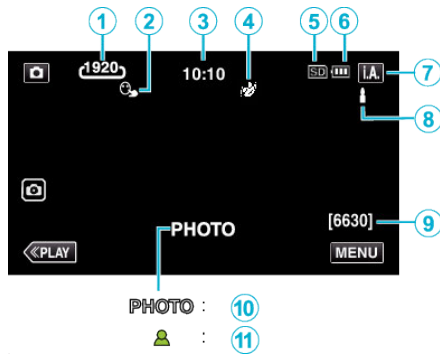 1 2 3 4 5 6
1920 10:10 SD i.A. 7
8
[6630] 9
PHOTO
≪PLAY MENU
PHOTO : 10
: 11